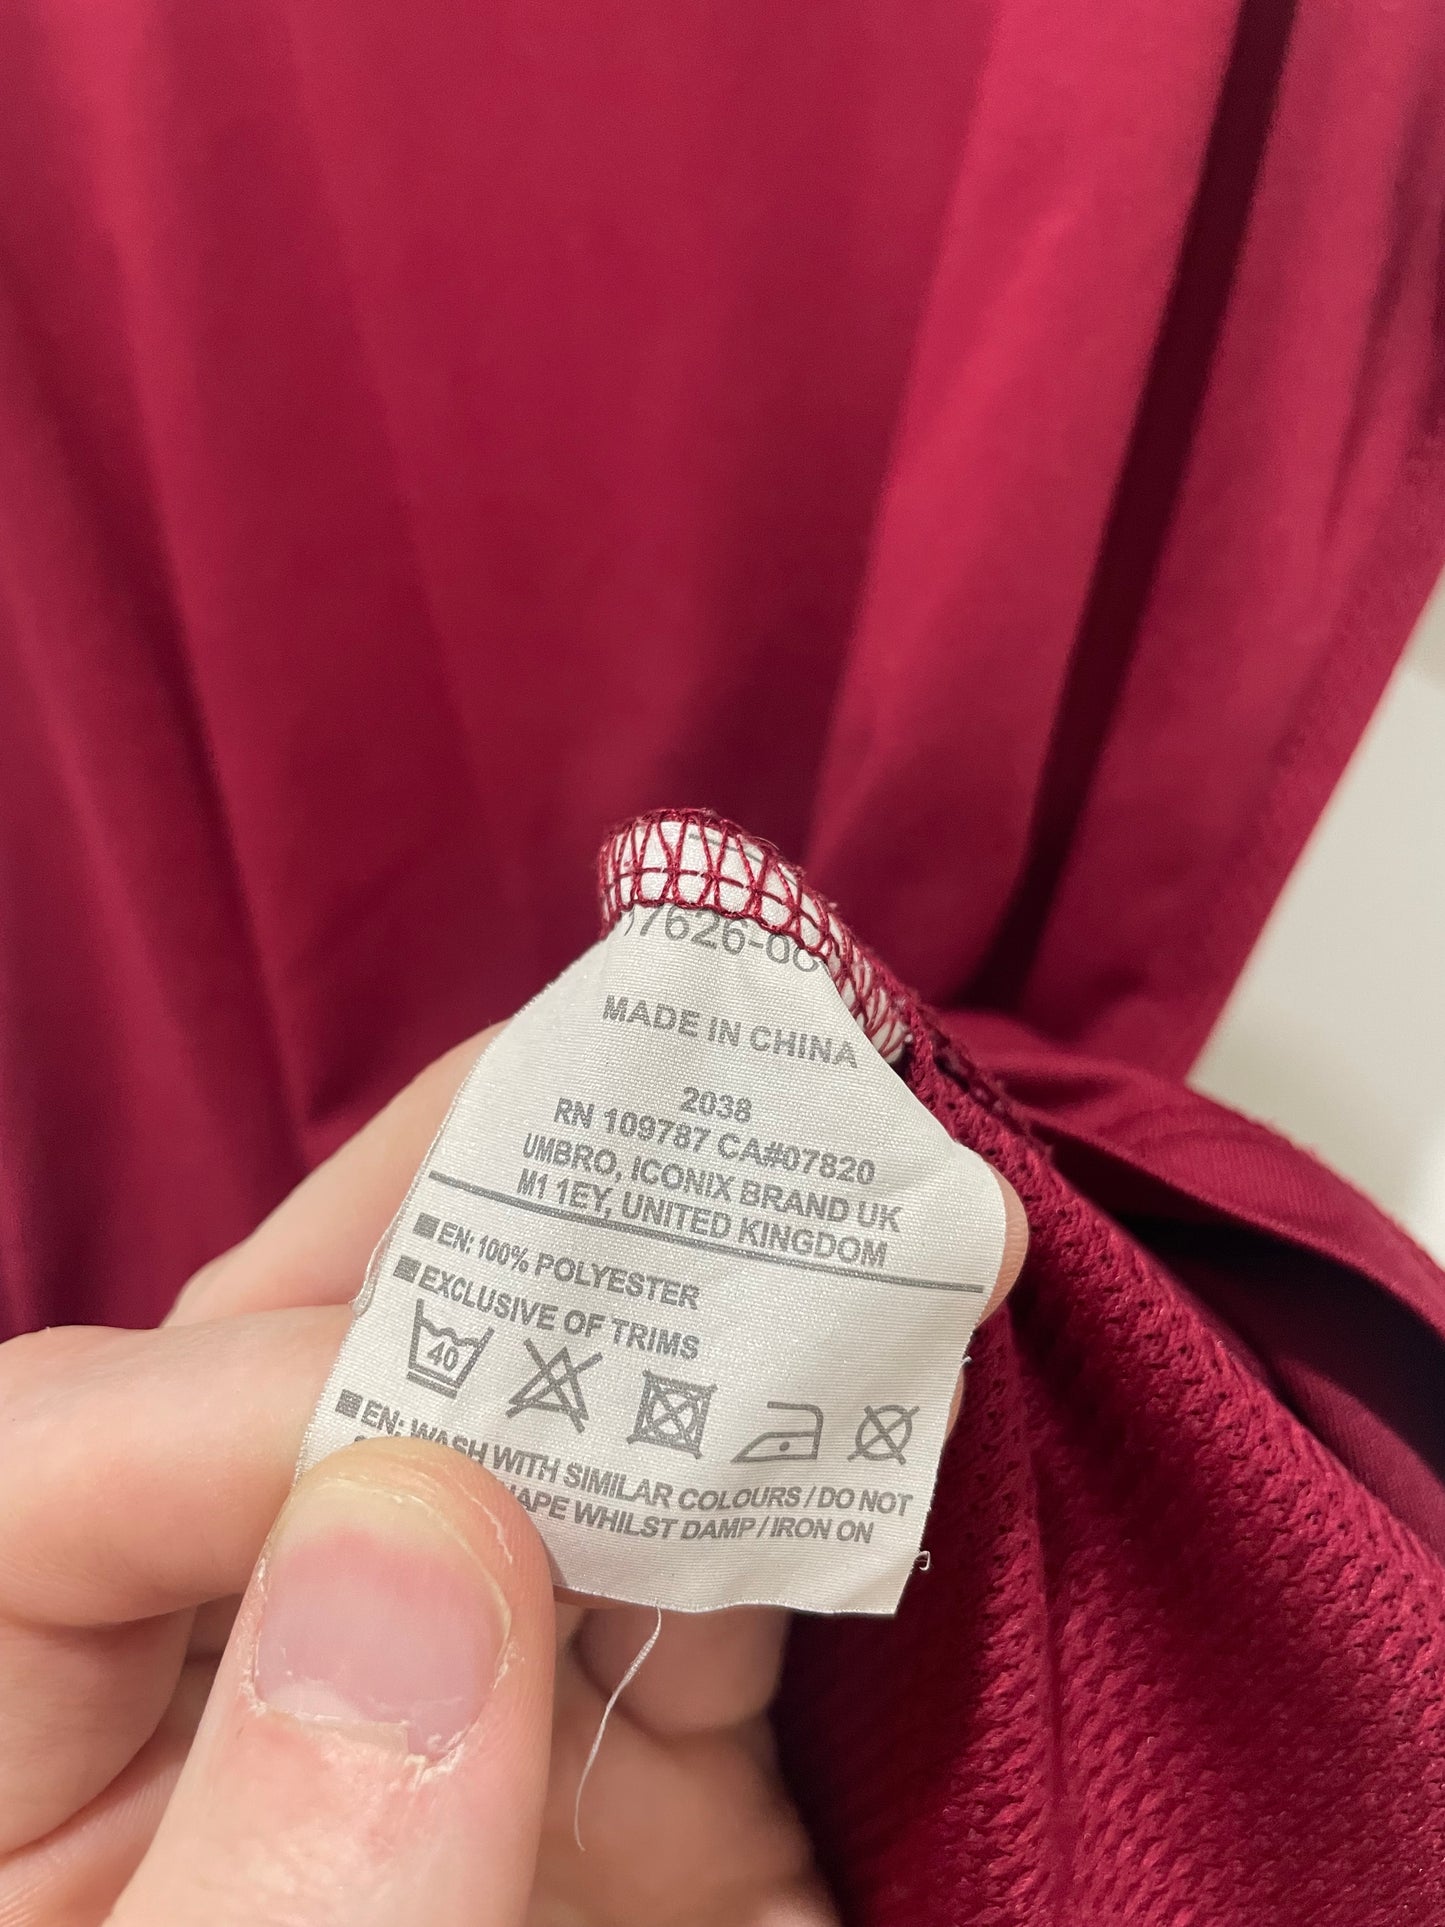 MADE IN CHINA
2038
RN 109787 CA#07820
UMBRO, ICONIX BRAND UK
M1 1EY, UNITED KINGDOM
EN: 100% POLYESTER
EXCLUSIVE OF TRIMS
40
EN: WASH WITH SIMILAR COLOURS / DO NOT
WHILST DAMP / IRON ON